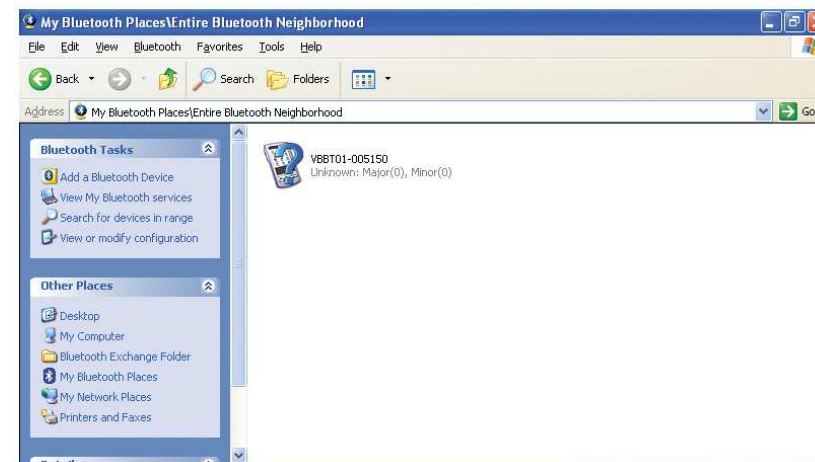 My Bluetooth Places\Entire Bluetooth Neighborhood
File Edit View Bluetooth Favorites Tools Help
Back Search Folders
Address My Bluetooth Places\Entire Bluetooth Neighborhood Go
Bluetooth Tasks
Add a Bluetooth Device
View My Bluetooth services
Search for devices in range
View or modify configuration
Other Places
Desktop
My Computer
Bluetooth Exchange Folder
My Bluetooth Places
My Network Places
Printers and Faxes
VBBT01-005150
Unknown: Major(0), Minor(0)